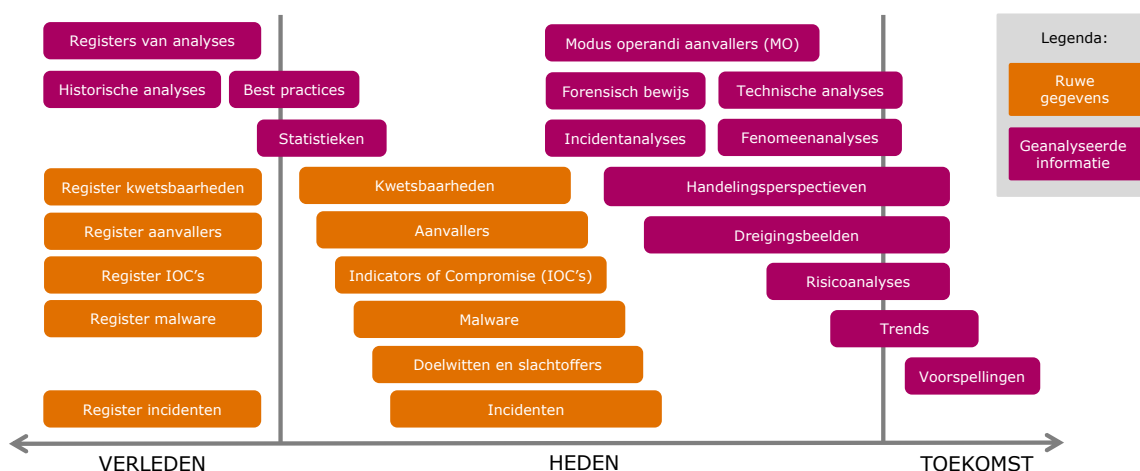 Registers van analyses
Modus operandi aanvallers (MO)
Legenda:
Historische analyses
Best practices
Forensisch bewijs
Technische analyses
Ruwe
gegevens
Statistieken
Incidentanalyses
Fenomeenanalyses
Geanalyseerde
informatie
Register kwetsbaarheden
Kwetsbaarheden
Handelingsperspectieven
Register aanvallers
Aanvallers
Dreigingsbeelden
Register IOC's
Indicators of Compromise (IOC's)
Risicoanalyses
Register malware
Malware
Trends
Doelwitten en slachtoffers
Voorspellingen
Register incidenten
Incidenten
VERLEDEN
HEDEN
TOEKOMST